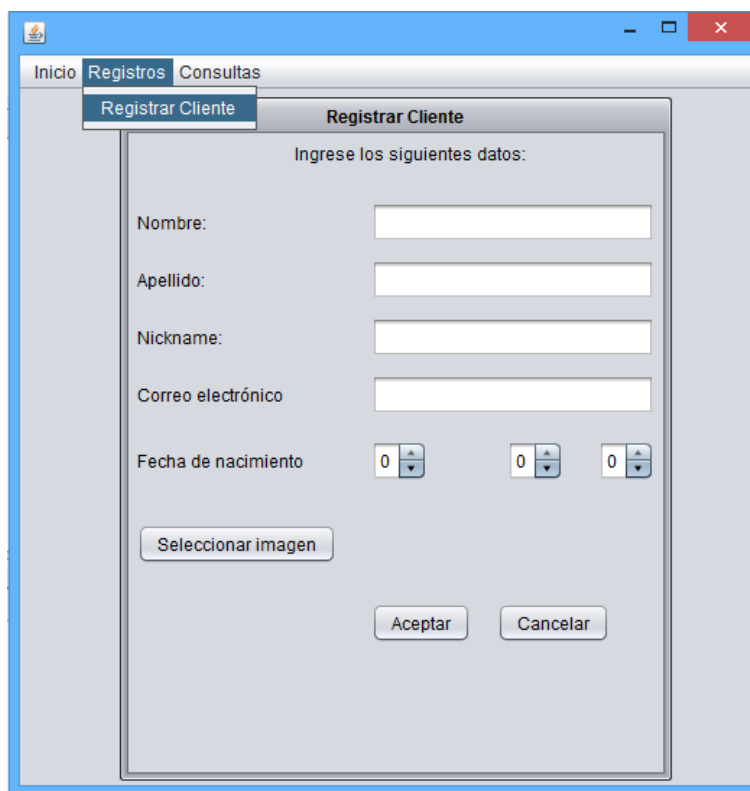 Inicio Registros Consultas
Registrar Cliente
Registrar Cliente
Ingrese los siguientes datos:
Nombre:
Apellido:
Nickname:
Correo electrónico
Fecha de nacimiento 0 0 0
Seleccionar imagen
Aceptar Cancelar